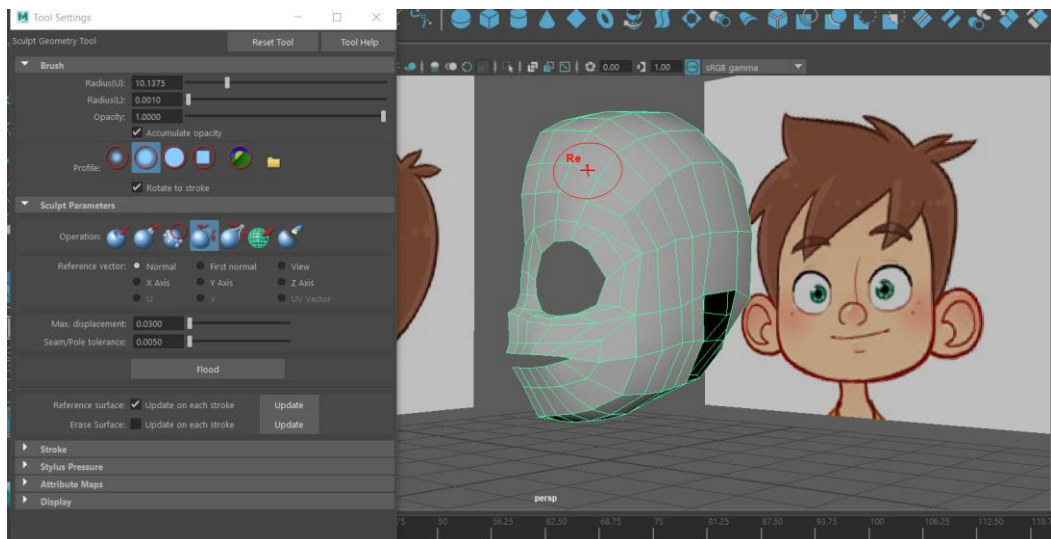 M Tool Settings
Sculpt Geometry Tool Reset Tool Tool Help
Brush
Radius(U): 10.1375
Radius(L): 0.0010
Opacity: 1.0000
Accumulate opacity
Profile:
Rotate to stroke
Sculpt Parameters
Operation:
Reference vector: Normal First normal View
X Axis Y Axis Z Axis
U V UV Vector
Max. displacement: 0.0300
Seam/Pole tolerance: 0.0050
Flood
Reference surface: Update on each stroke Update
Erase Surface: Update on each stroke Update
Stroke
Stylus Pressure
Attribute Maps
Display
0.00 1.00 sRGB gamma
Re
persp
75 50 56.25 62.50 68.75 75 81.25 87.50 93.75 100 106.25 112.50 118.7